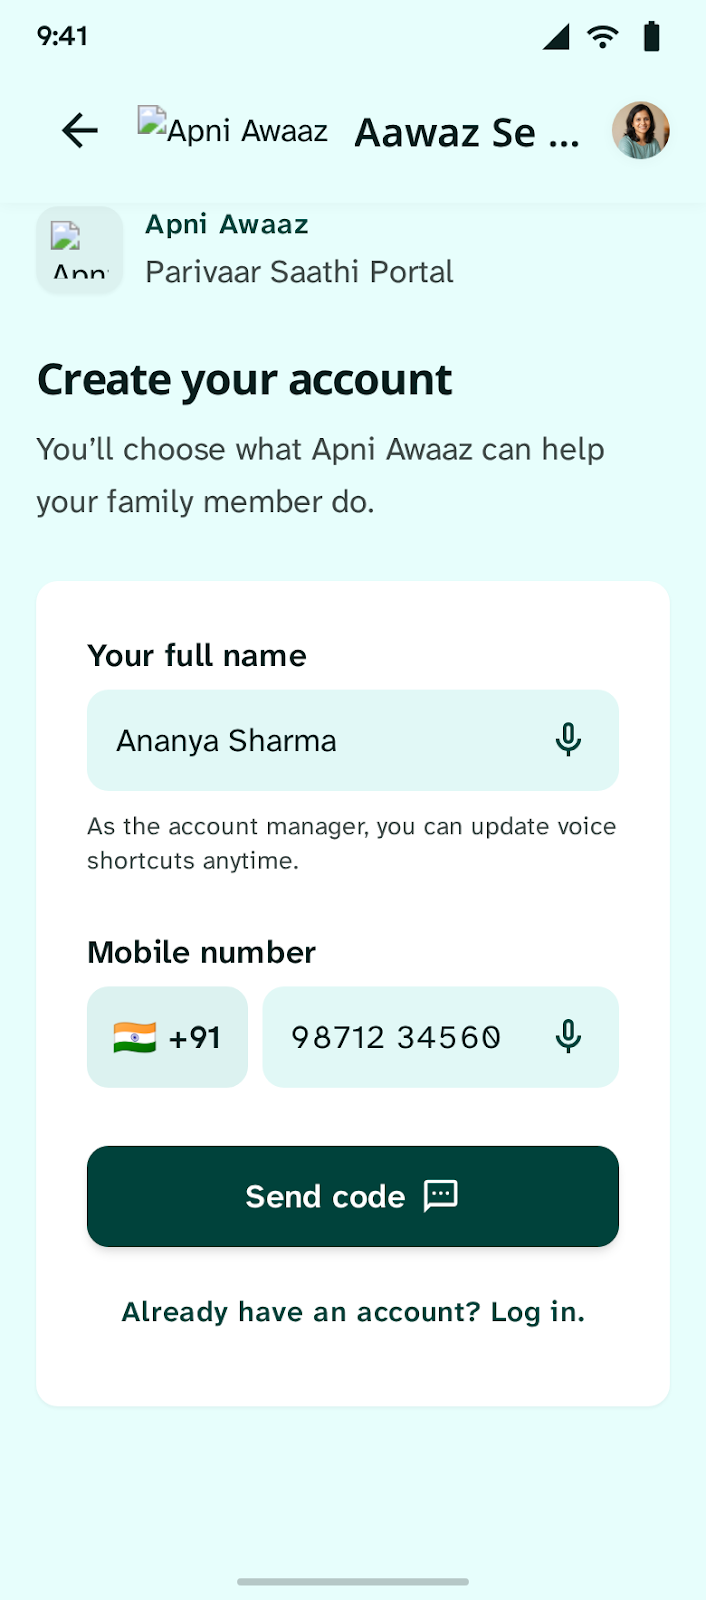 9:41
Apni Awaaz Aawaz Se ...
Apni Awaaz
Parivaar Saathi Portal
Create your account
You’ll choose what Apni Awaaz can help
your family member do.
Your full name
Ananya Sharma
As the account manager, you can update voice
shortcuts anytime.
Mobile number
+91 98712 34560
Send code
Already have an account? Log in.